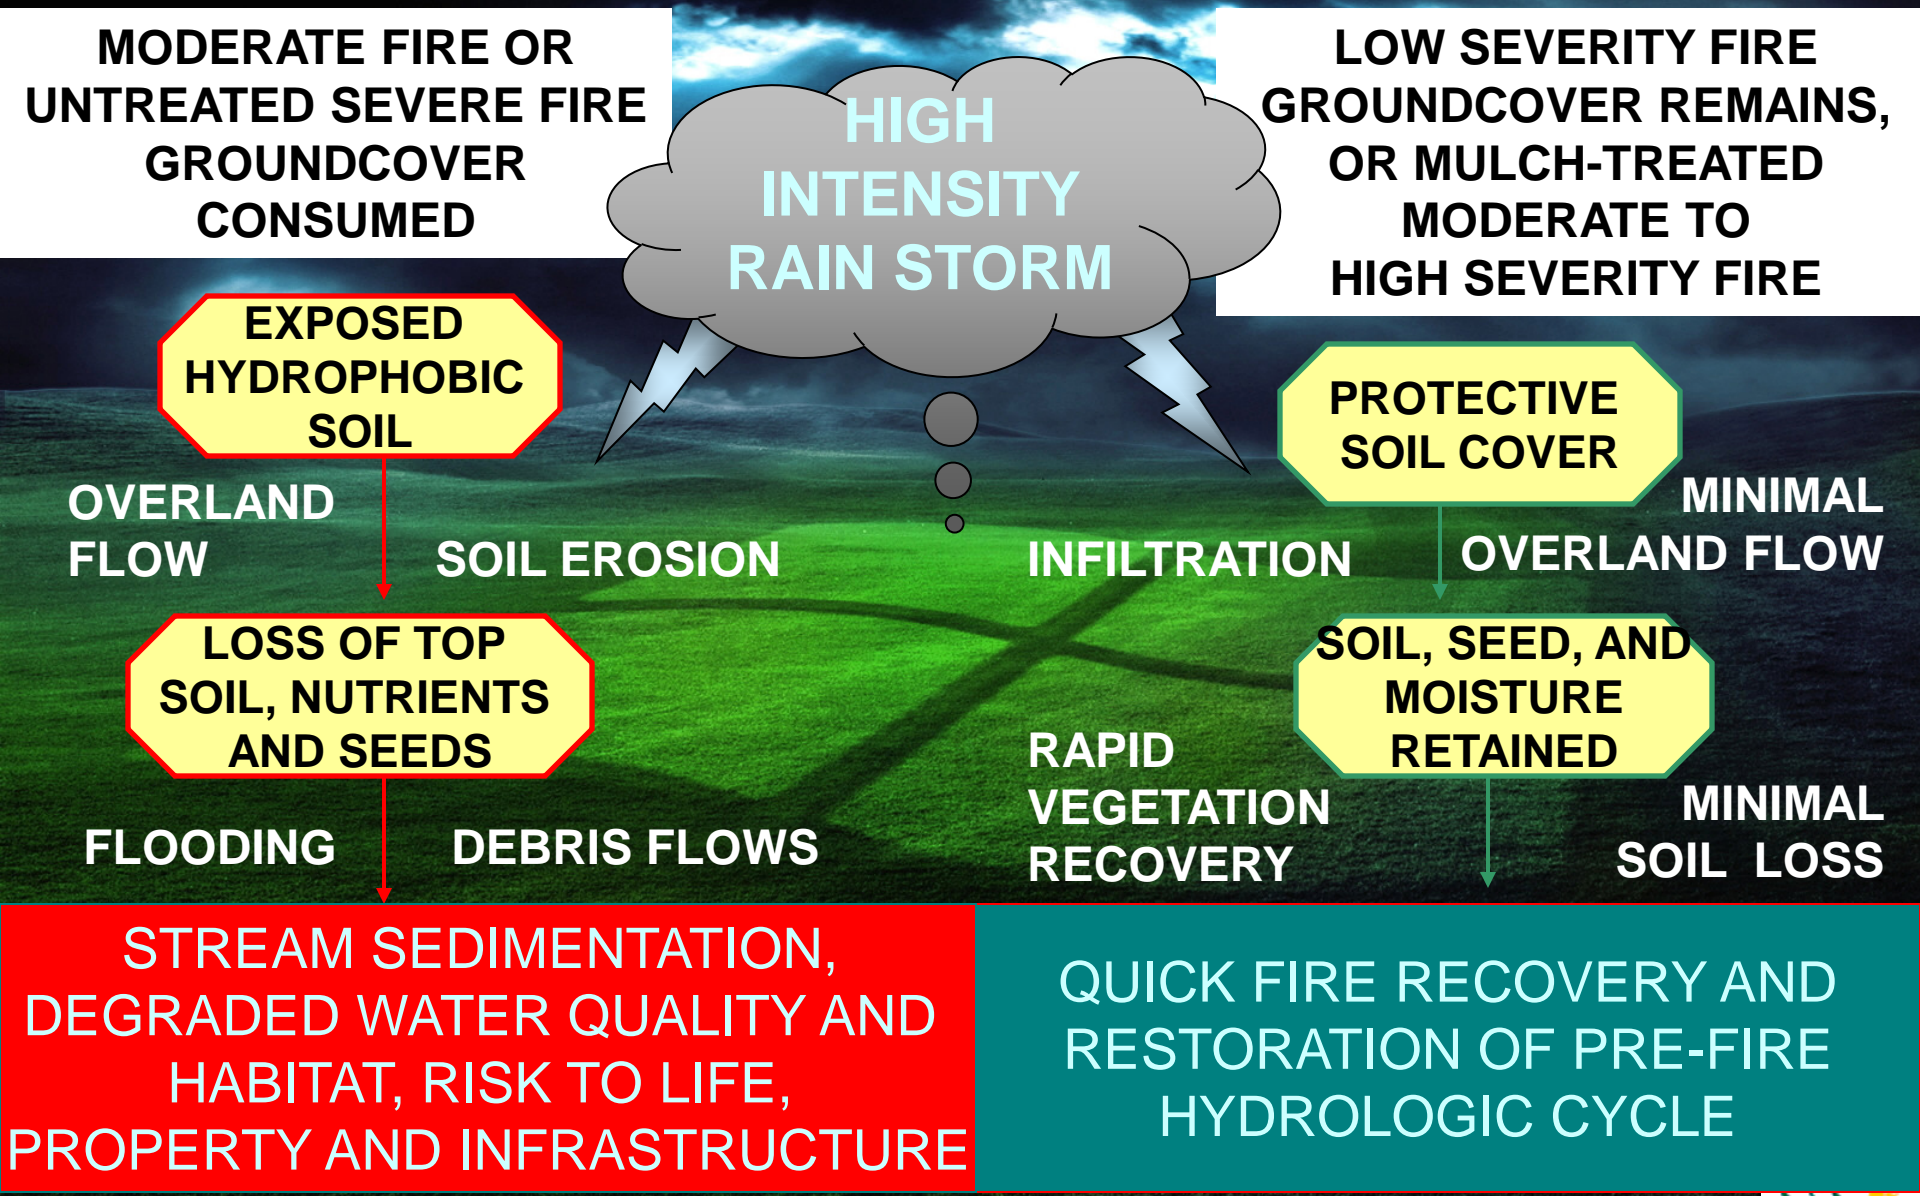 MODERATE FIRE OR
UNTREATED SEVERE FIRE
GROUNDCOVER
CONSUMED
HIGH
INTENSITY
RAIN STORM
LOW SEVERITY FIRE
GROUNDCOVER REMAINS,
OR MULCH-TREATED
MODERATE TO
HIGH SEVERITY FIRE
EXPOSED
HYDROPHOBIC
SOIL
OVERLAND
FLOW
SOIL EROSION
LOSS OF TOP
SOIL, NUTRIENTS
AND SEEDS
FLOODING
DEBRIS FLOWS
STREAM SEDIMENTATION,
DEGRADED WATER QUALITY AND
HABITAT, RISK TO LIFE,
PROPERTY AND INFRASTRUCTURE
PROTECTIVE
SOIL COVER
INFILTRATION
MINIMAL
OVERLAND FLOW
SOIL, SEED, AND
MOISTURE
RETAINED
RAPID
VEGETATION
RECOVERY
MINIMAL
SOIL LOSS
QUICK FIRE RECOVERY AND
RESTORATION OF PRE-FIRE
HYDROLOGIC CYCLE